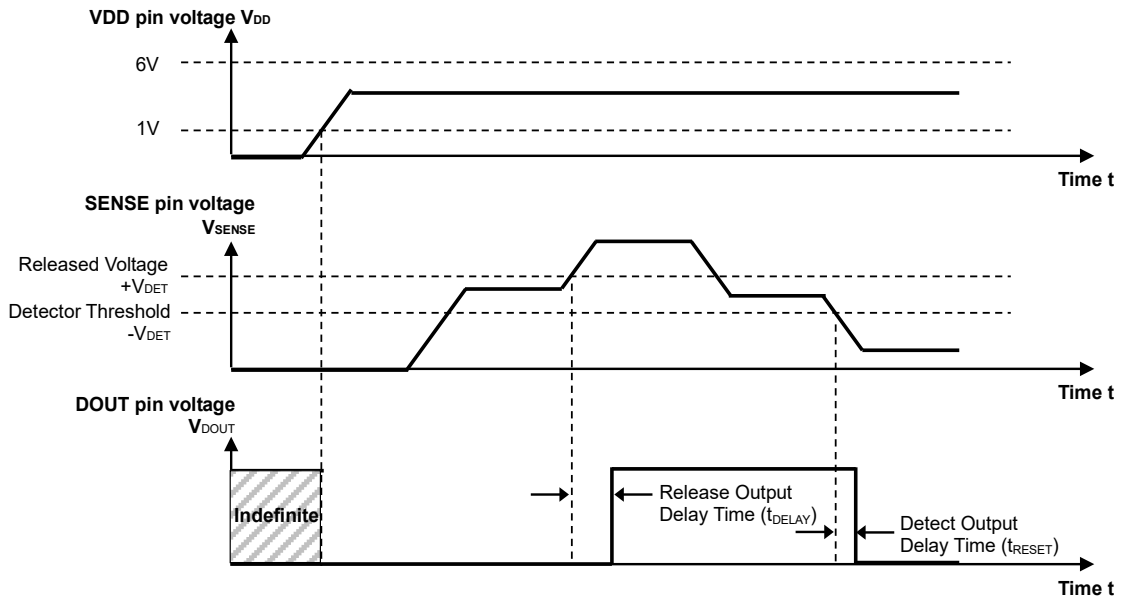 VDD pin voltage VDD
6V
1V
Time t
SENSE pin voltage
VSENSE
Released Voltage
+VDET
Detector Threshold
-VDET
Time t
DOUT pin voltage
VDOUT
Indefinite
Release Output
Delay Time (tDELAY)
Detect Output
Delay Time (tRESET)
Time t